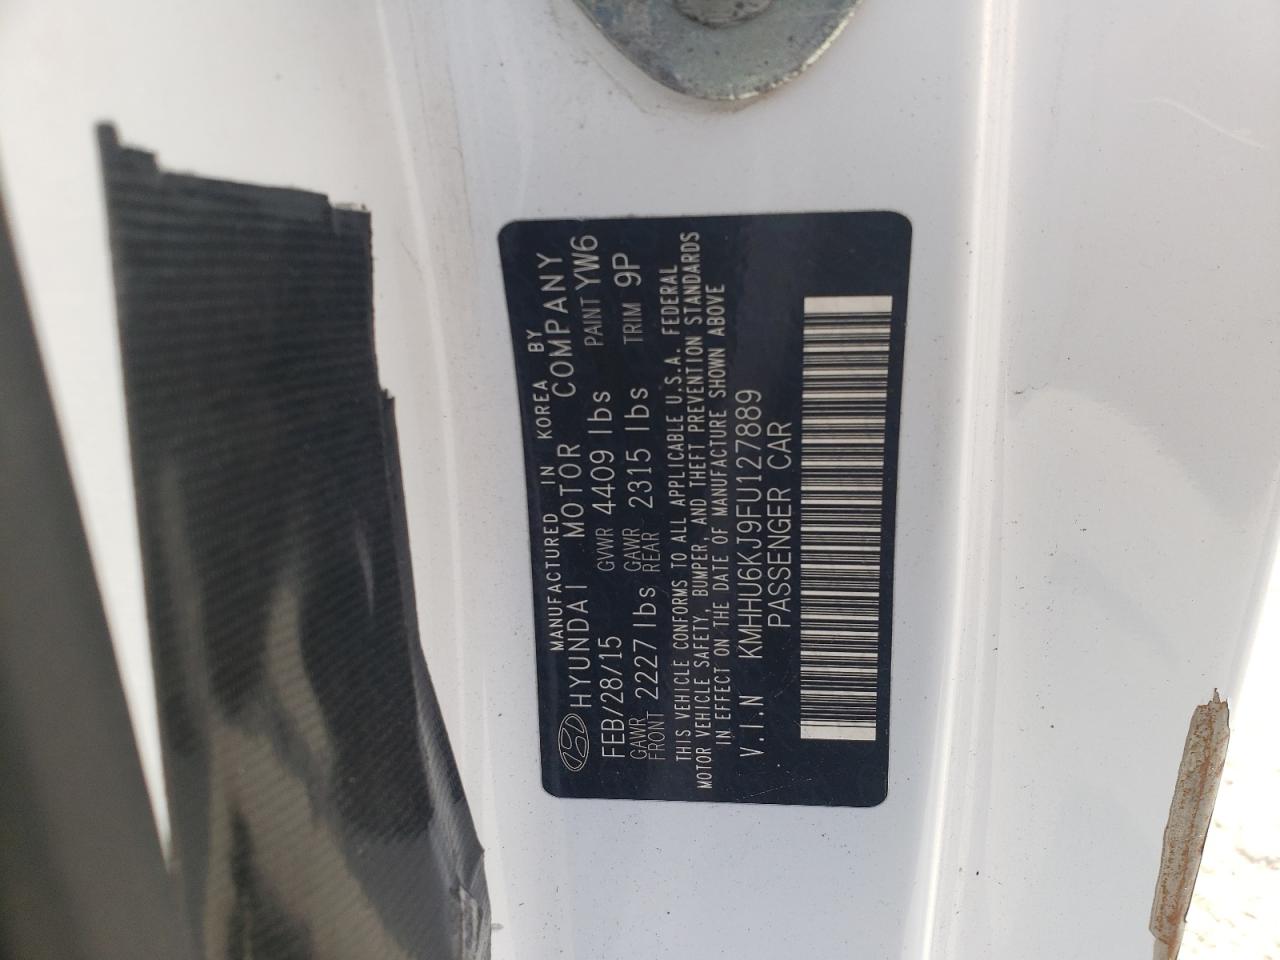 MANUFACTURED IN KOREA BY
HYUNDAI MOTOR COMPANY
FEB/28/15 GVWR 4409 lbs PAINT YW6
GAWR FRONT 2227 lbs GAWR REAR 2315 lbs TRIM 9P
THIS VEHICLE CONFORMS TO ALL APPLICABLE U.S.A. FEDERAL
MOTOR VEHICLE SAFETY, BUMPER, AND THEFT PREVENTION STANDARDS
IN EFFECT ON THE DATE OF MANUFACTURE SHOWN ABOVE
V.I.N KMHHU6KJ9FU127889
PASSENGER CAR